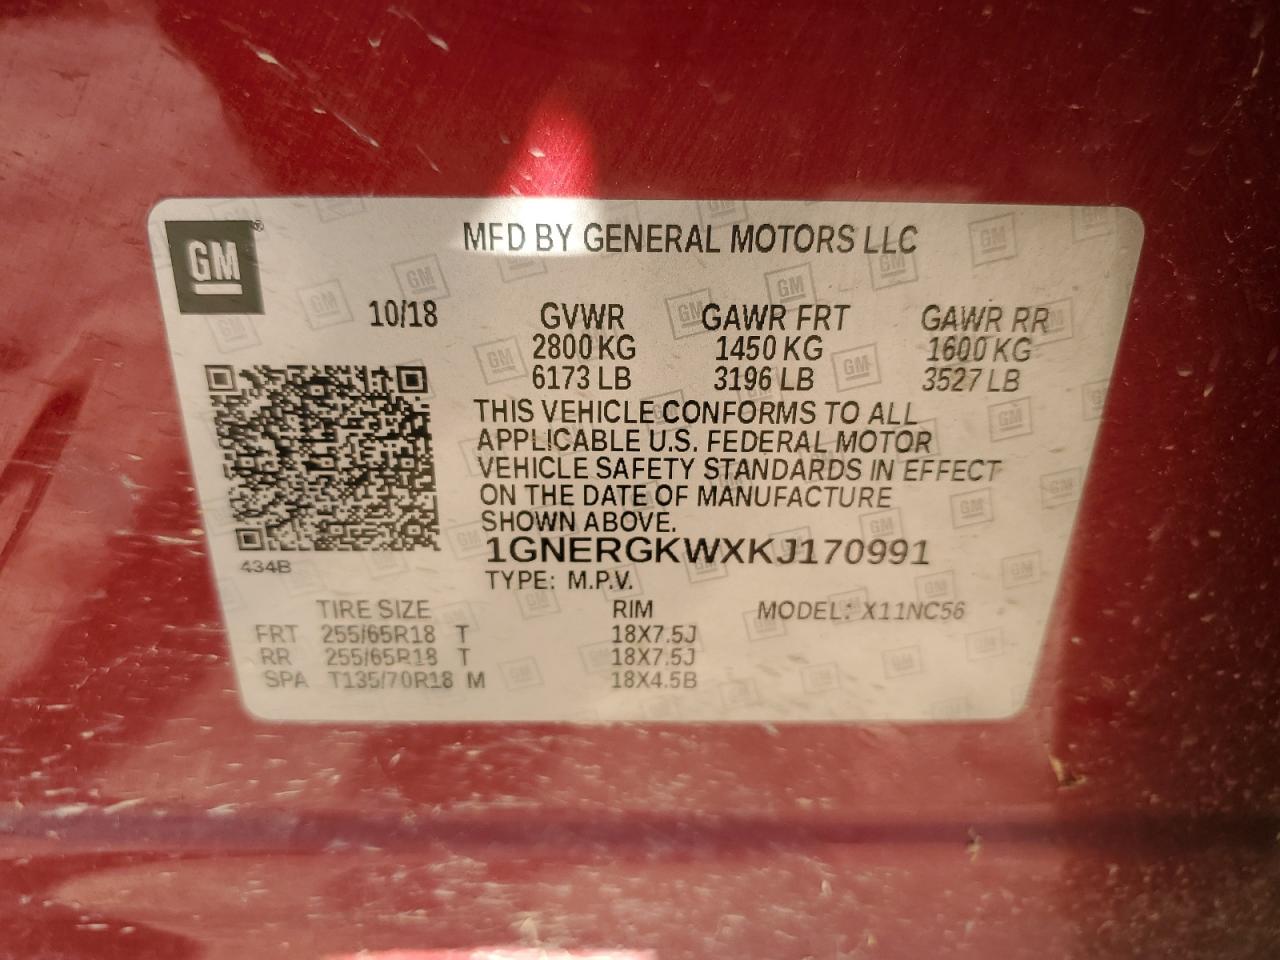 GM
MFD BY GENERAL MOTORS LLC
10/18 GVWR GAWR FRT GAWR RR
2800 KG 1450 KG 1600 KG
6173 LB 3196 LB 3527 LB
THIS VEHICLE CONFORMS TO ALL
APPLICABLE U.S. FEDERAL MOTOR
VEHICLE SAFETY STANDARDS IN EFFECT
ON THE DATE OF MANUFACTURE
SHOWN ABOVE.
1GNERGKWXKJ170991
434B
TYPE: M.P.V.
TIRE SIZE RIM MODEL: X11NC56
FRT 255/65R18 T 18X7.5J
RR 255/65R18 T 18X7.5J
SPA T135/70R18 M 18X4.5B